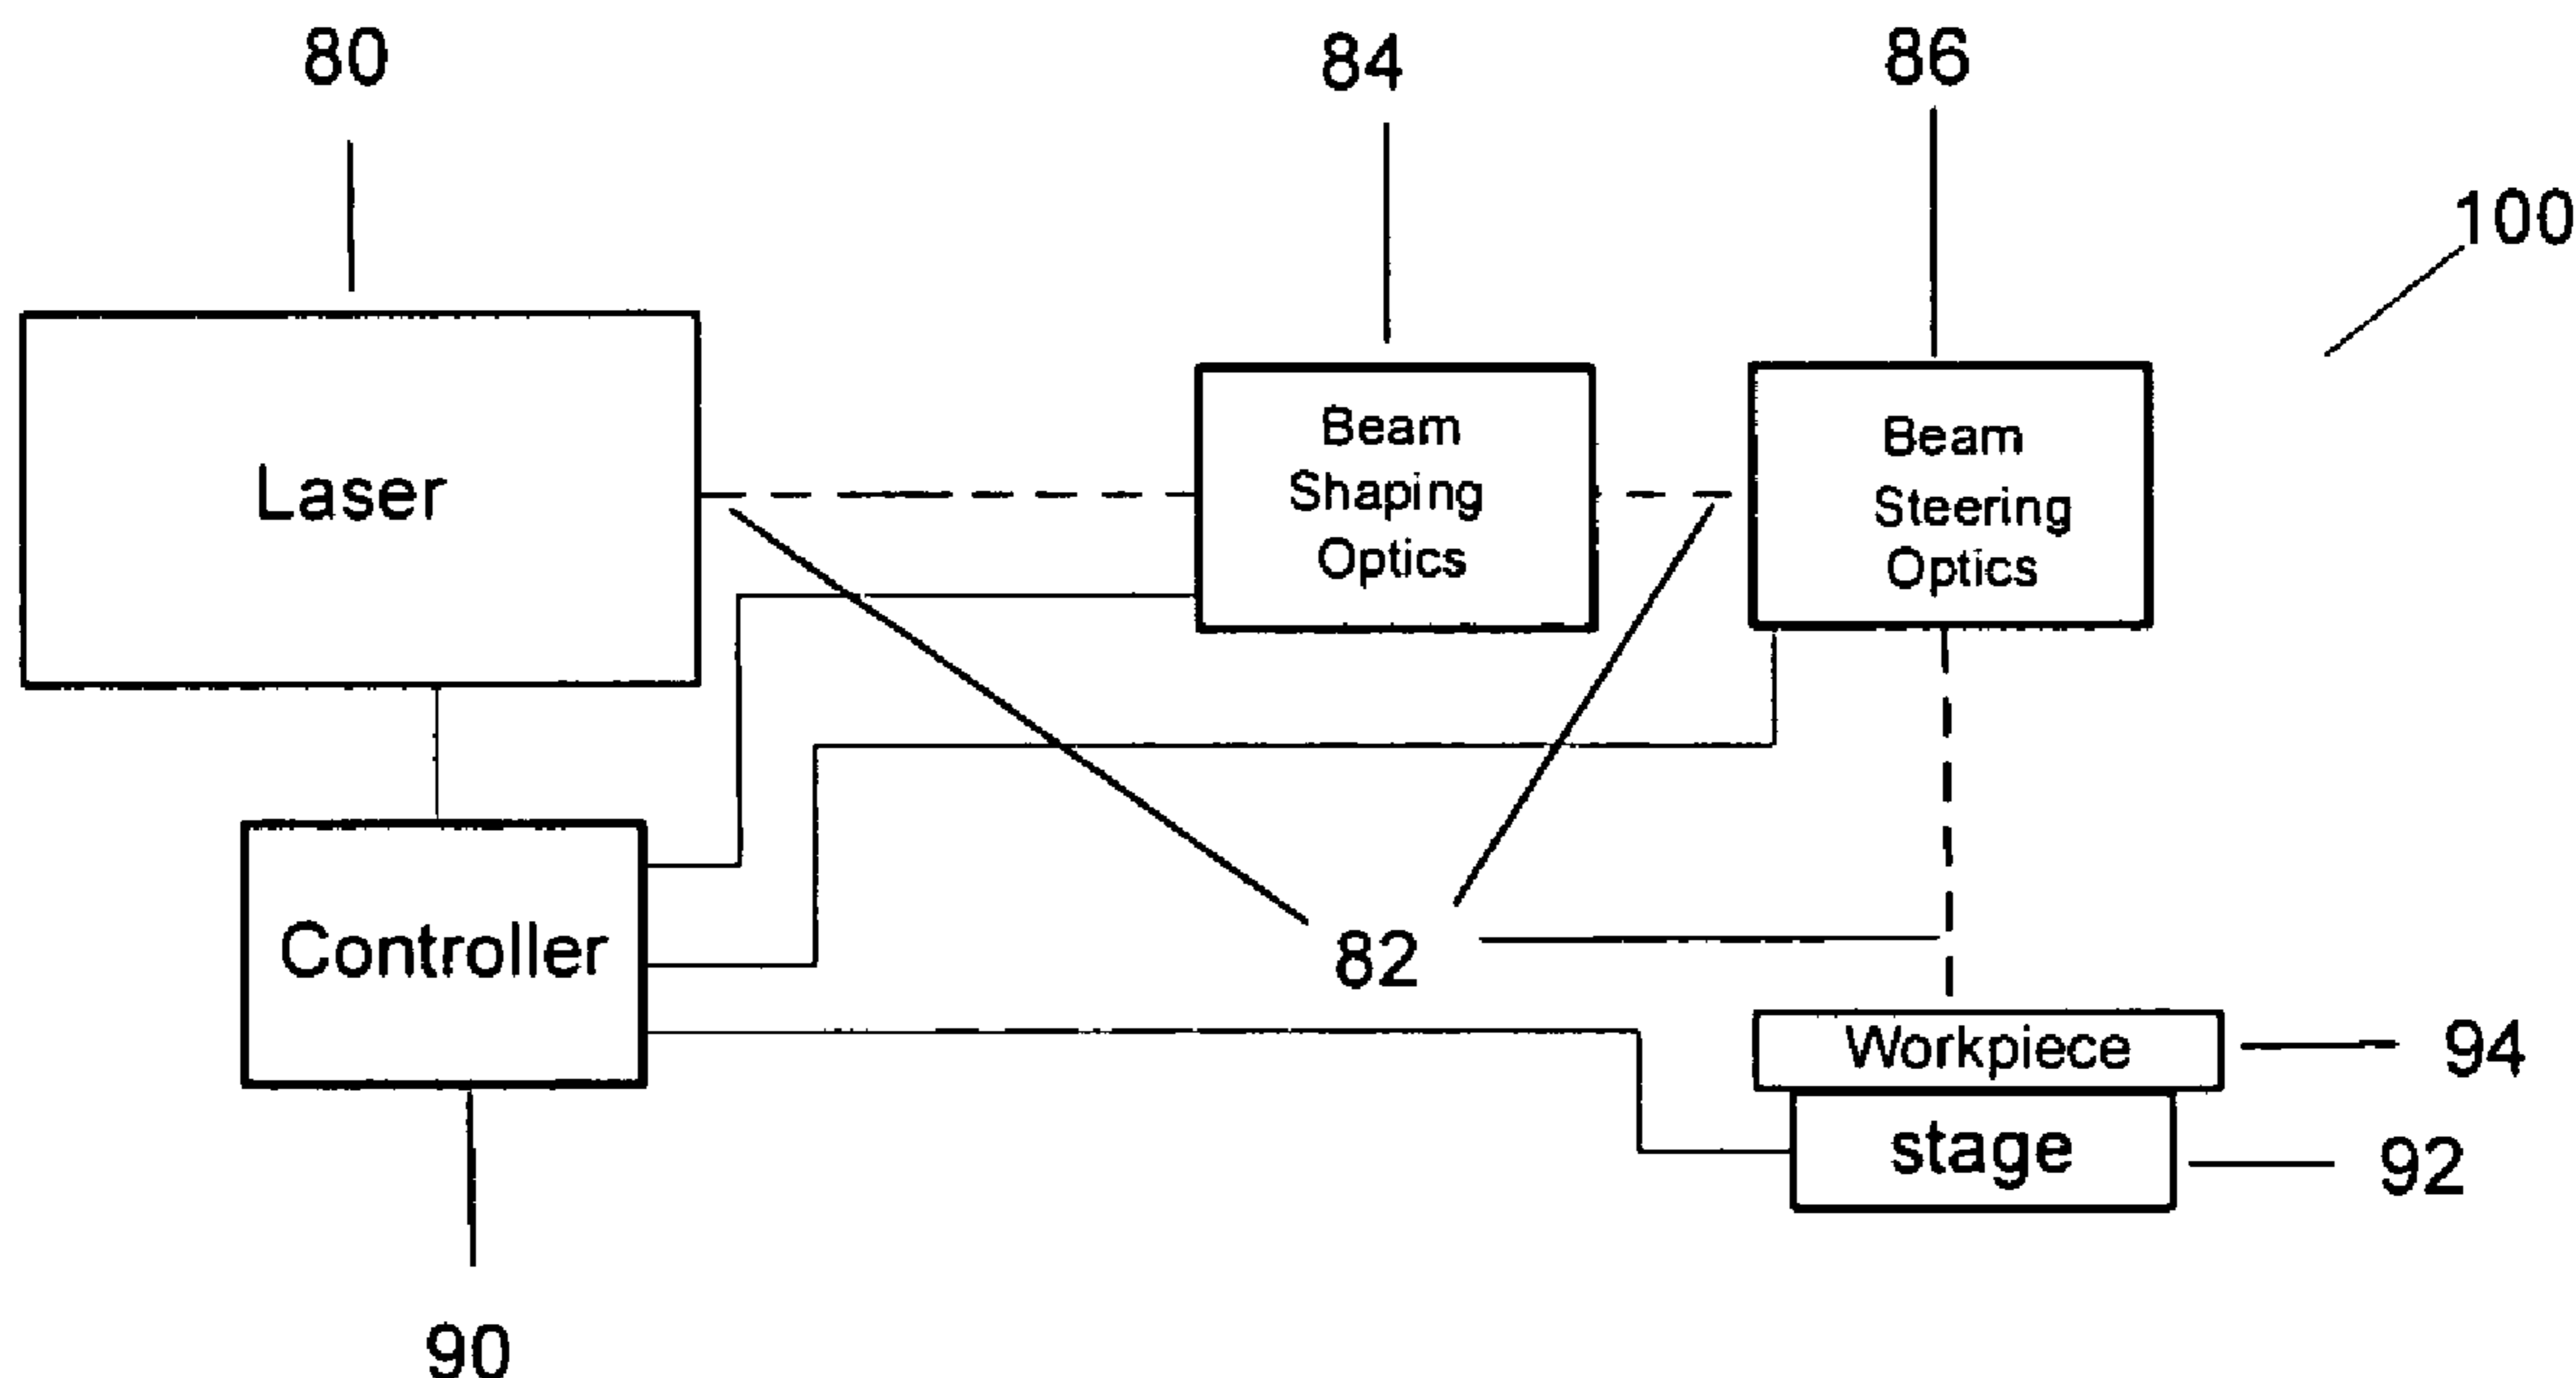 80
84
86
100
Laser
Beam
Shaping
Optics
Beam
Steering
Optics
Controller
82
Workpiece
94
stage
92
90